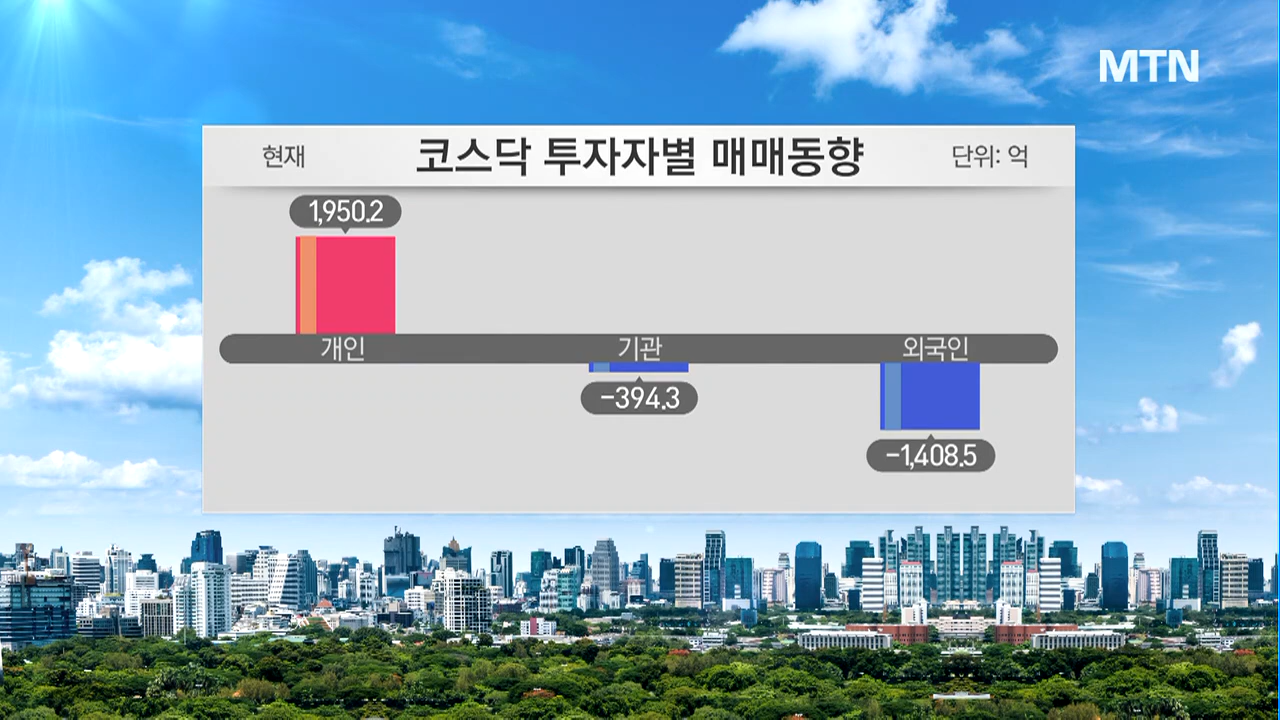 MTN
현재 코스닥 투자자별 매매동향 단위: 억
1,950.2
개인 기관 외국인
-394.3
-1,408.5